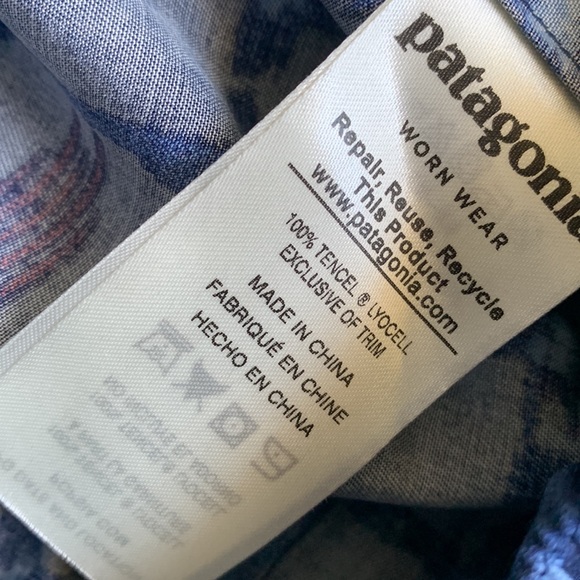 patagonia
WORN WEAR
Repair, Reuse, Recycle
This Product
www.patagonia.com
100% TENCEL ® LYOCELL
EXCLUSIVE OF TRIM
MADE IN CHINA
FABRIQUÉ EN CHINE
HECHO EN CHINA